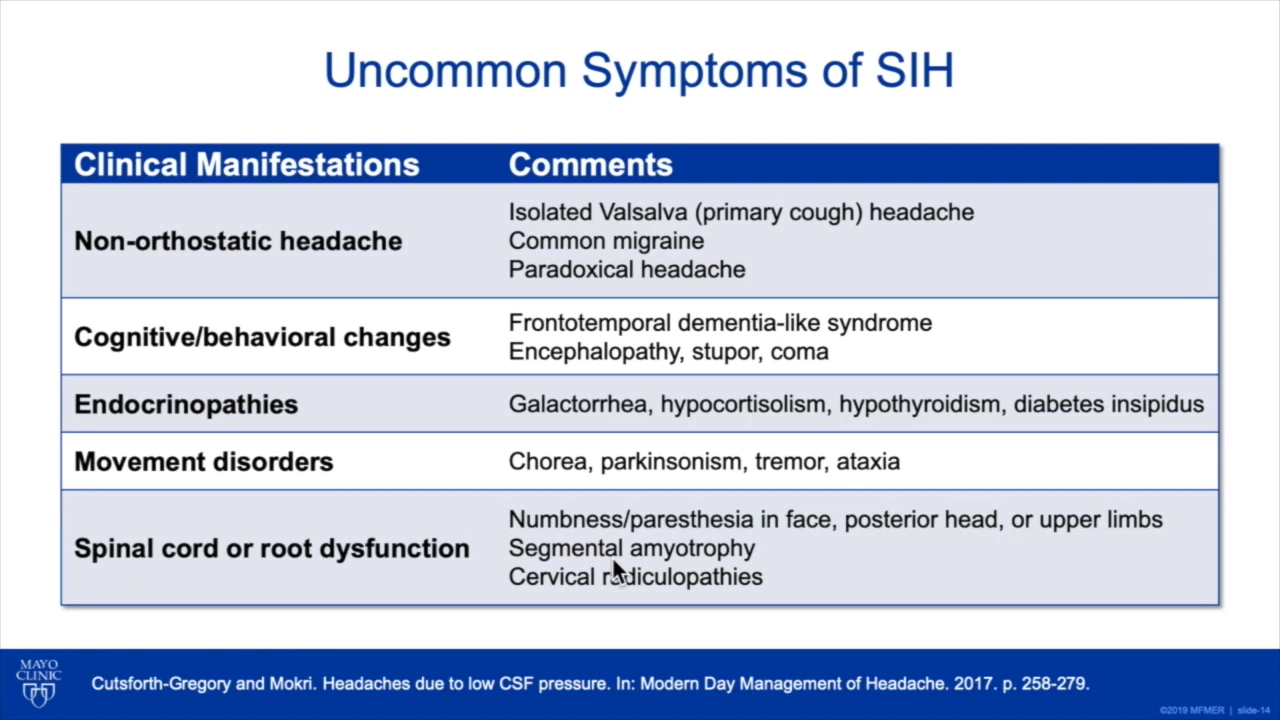 Uncommon Symptoms of SIH
Clinical Manifestations Comments
Non-orthostatic headache
Isolated Valsalva (primary cough) headache
Common migraine
Paradoxical headache
Cognitive/behavioral changes
Frontotemporal dementia-like syndrome
Encephalopathy, stupor, coma
Endocrinopathies
Galactorrhea, hypocortisolism, hypothyroidism, diabetes insipidus
Movement disorders
Chorea, parkinsonism, tremor, ataxia
Spinal cord or root dysfunction
Numbness/paresthesia in face, posterior head, or upper limbs
Segmental amyotrophy
Cervical radiculopathies
MAYO
CLINIC
Cutsforth-Gregory and Mokri. Headaches due to low CSF pressure. In: Modern Day Management of Headache. 2017. p. 258-279.
©2019 MFMER | slide-14